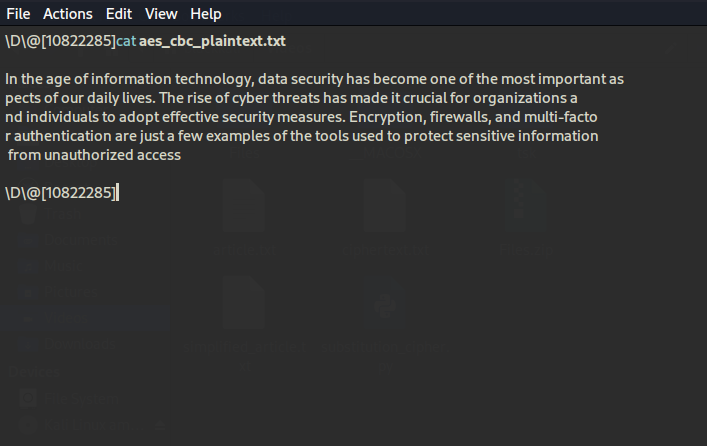 File Actions Edit View Help
\D\@[10822285]cat aes_cbc_plaintext.txt
In the age of information technology, data security has become one of the most important as
pects of our daily lives. The rise of cyber threats has made it crucial for organizations a
nd individuals to adopt effective security measures. Encryption, firewalls, and multi-facto
r authentication are just a few examples of the tools used to protect sensitive information
 from unauthorized access
\D\@[10822285]